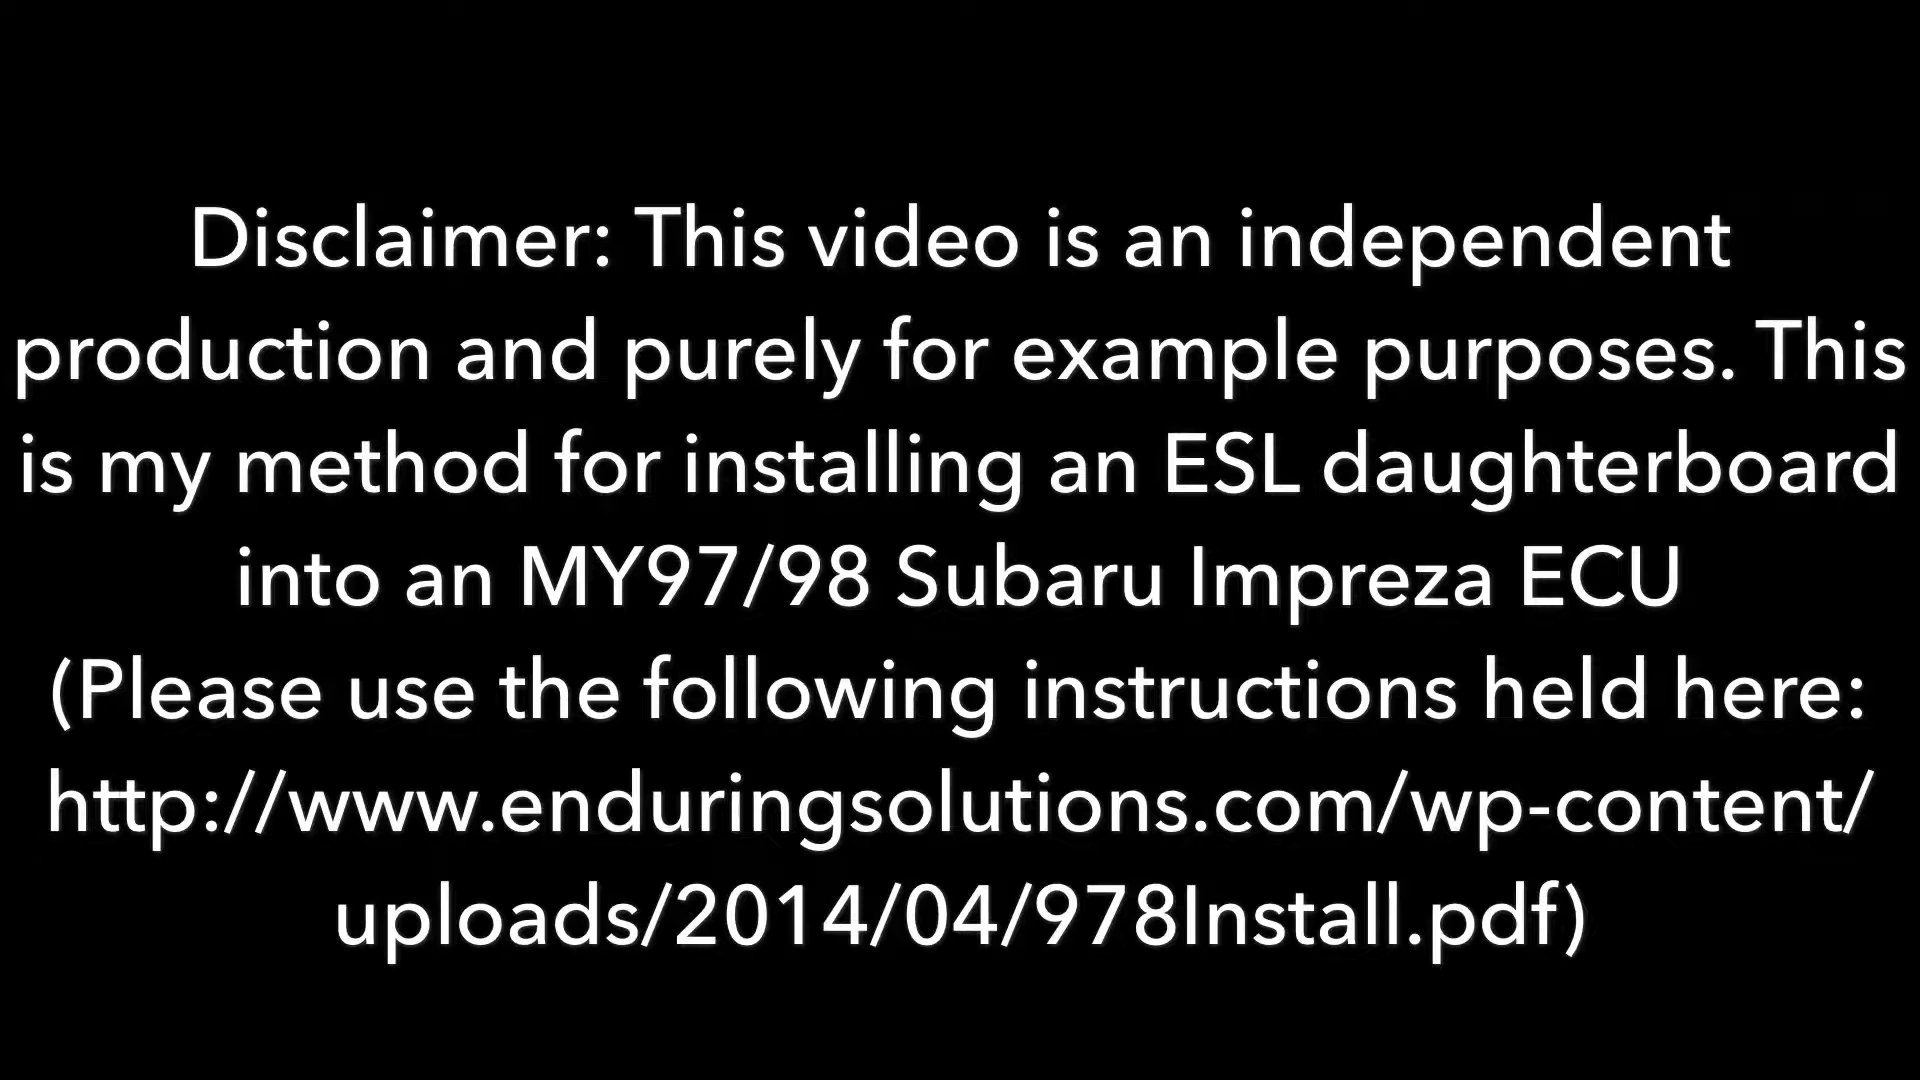 Disclaimer: This video is an independent
production and purely for example purposes. This
is my method for installing an ESL daughterboard
into an MY97/98 Subaru Impreza ECU
(Please use the following instructions held here:
http://www.enduringsolutions.com/wp-content/
uploads/2014/04/978Install.pdf)